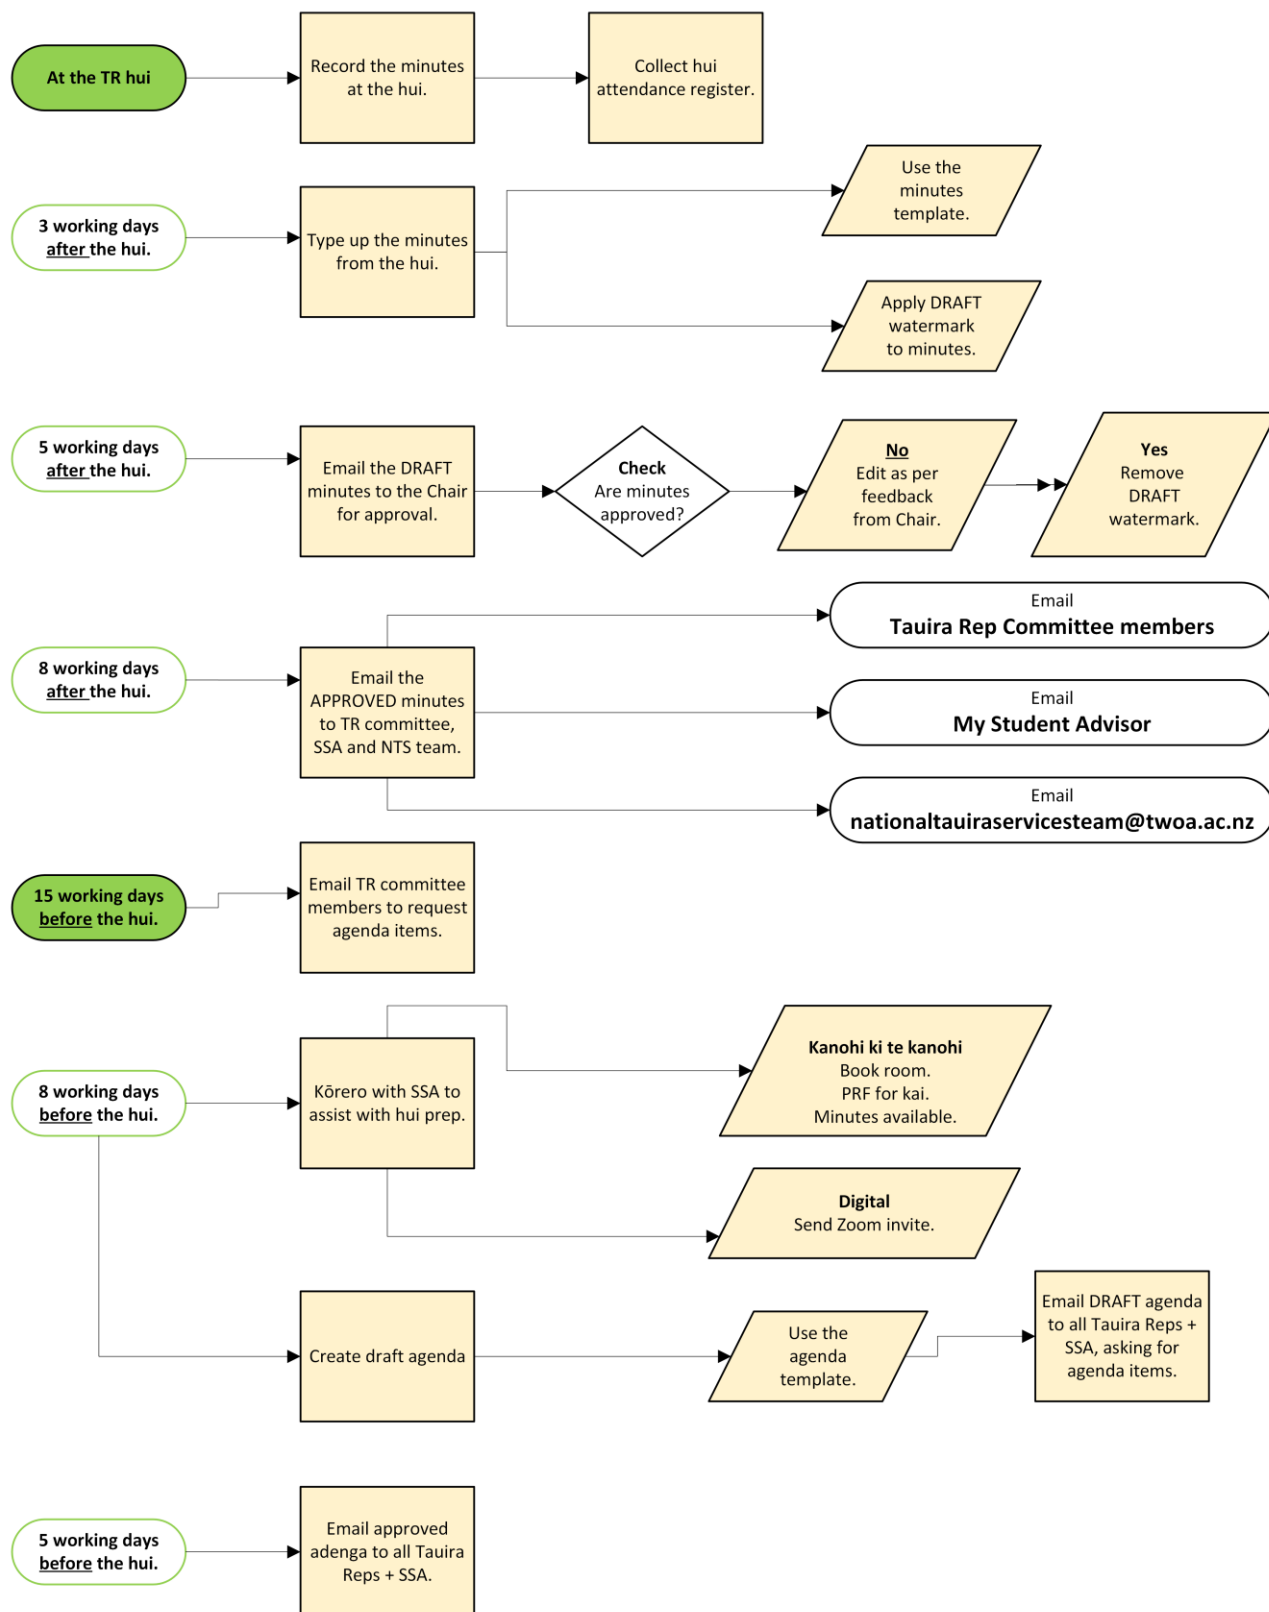 At the TR hui
Record the minutes
at the hui.
Collect hui
attendance register.
3 working days
after the hui.
Type up the minutes
from the hui.
Use the
minutes
template.
Apply DRAFT
watermark
to minutes.
5 working days
after the hui.
Email the DRAFT
minutes to the Chair
for approval.
Check
Are minutes
approved?
No
Edit as per
feedback
from Chair.
Yes
Remove
DRAFT
watermark.
8 working days
after the hui.
Email the
APPROVED minutes
to TR committee,
SSA and NTS team.
Email
Tauira Rep Committee members
Email
My Student Advisor
Email
nationaltauiraservicesteam@twoa.ac.nz
15 working days
before the hui.
Email TR committee
members to request
agenda items.
8 working days
before the hui.
Kōrero with SSA to
assist with hui prep.
Kanohi ki te kanohi
Book room.
PRF for kai.
Minutes available.
Digital
Send Zoom invite.
Create draft agenda
Use the
agenda
template.
Email DRAFT agenda
to all Tauira Reps +
SSA, asking for
agenda items.
5 working days
before the hui.
Email approved
adenga to all Tauira
Reps + SSA.